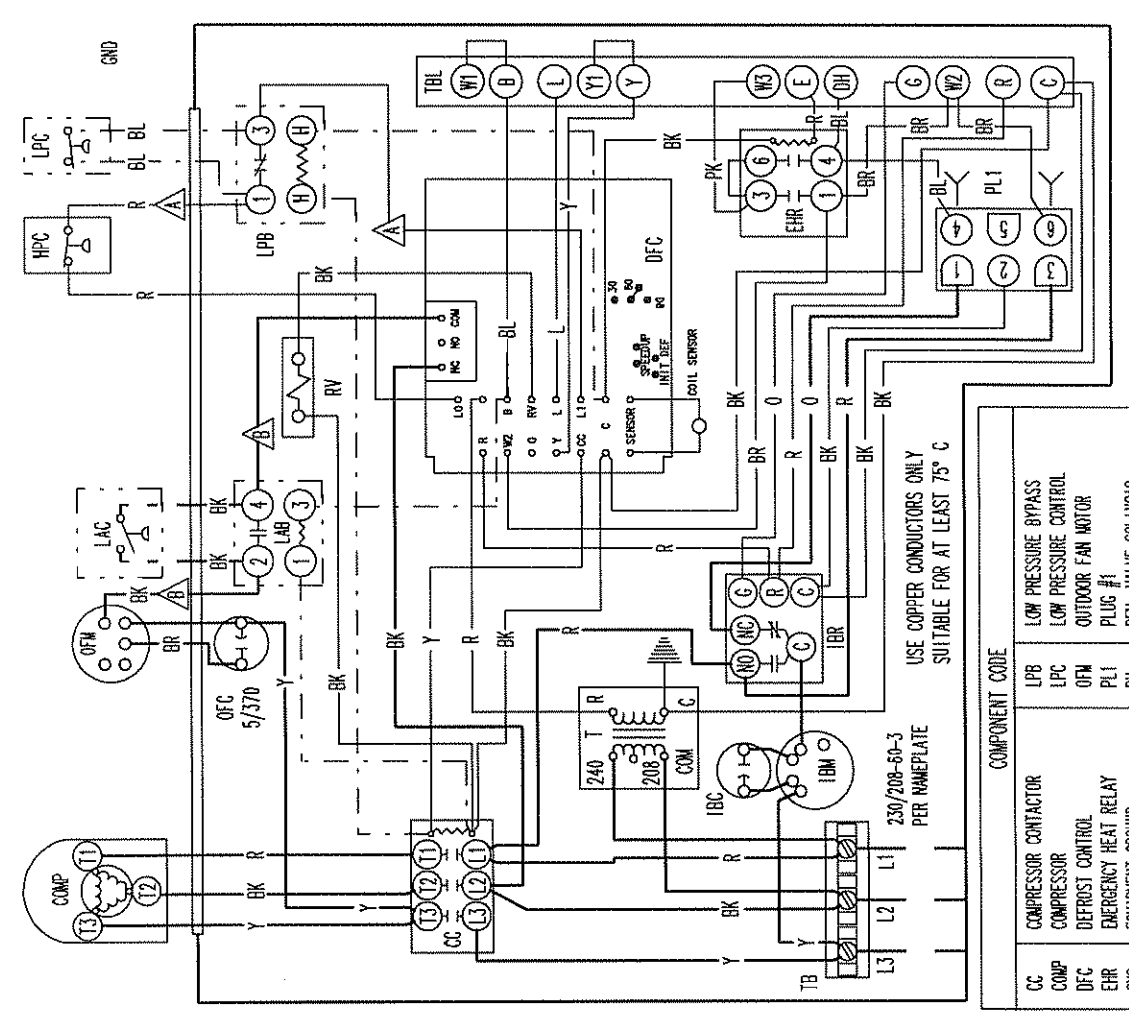 GND
LPC
BL
BL
3
H
1
H
LPB
HPC
R
A
A
R
BK
RV
B
LAC
BK
BK
4
3
LAB
2
1
OFM
BK
B
BR
OFC
5/370
Y
BK
COMP
T1
T2
T3
R
BK
Y
Y
T1
T2
T3
L1
L2
L3
CC
TBL
W1
B
L
Y1
Y
W3
E
DH
G
W2
R
C
BL
L
Y
BK
R
BL
PK
6
4
3
1
EHR
BR
BR
BR
BL
PL1
4
5
6
1
2
3
DFC
COM
NO
NC
LO
R
W2
B
G
RV
Y
L
CC
L1
C
SENSOR
SPEEDUP
INIT DEF
30
60
90
COIL SENSOR
BK
O
O
BR
R
R
BK
BK
BK
R
Y
R
BK
BK
R
G
R
C
NC
NO
C
IBR
T
R
C
240
208
COM
IBC
IBM
USE COPPER CONDUCTORS ONLY
SUITABLE FOR AT LEAST 75° C
230/208-60-3
PER NAMEPLATE
R
BK
Y
Y
TB
L1
L2
L3
COMPONENT CODE
CC COMPRESSOR CONTACTOR
COMP COMPRESSOR
DFC DEFROST CONTROL
EHR EMERGENCY HEAT RELAY
LPB LOW PRESSURE BYPASS
LPC LOW PRESSURE CONTROL
OFM OUTDOOR FAN MOTOR
PL1 PLUG #1